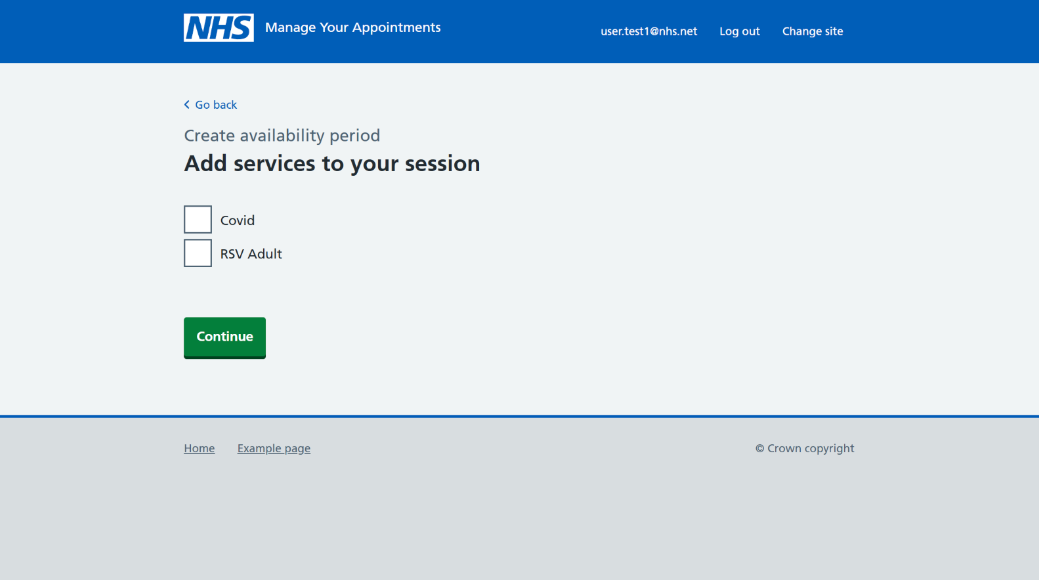 NHS Manage Your Appointments user.test1@nhs.net Log out Change site
Go back
Create availability period
Add services to your session
Covid
RSV Adult
Continue
Home Example page © Crown copyright